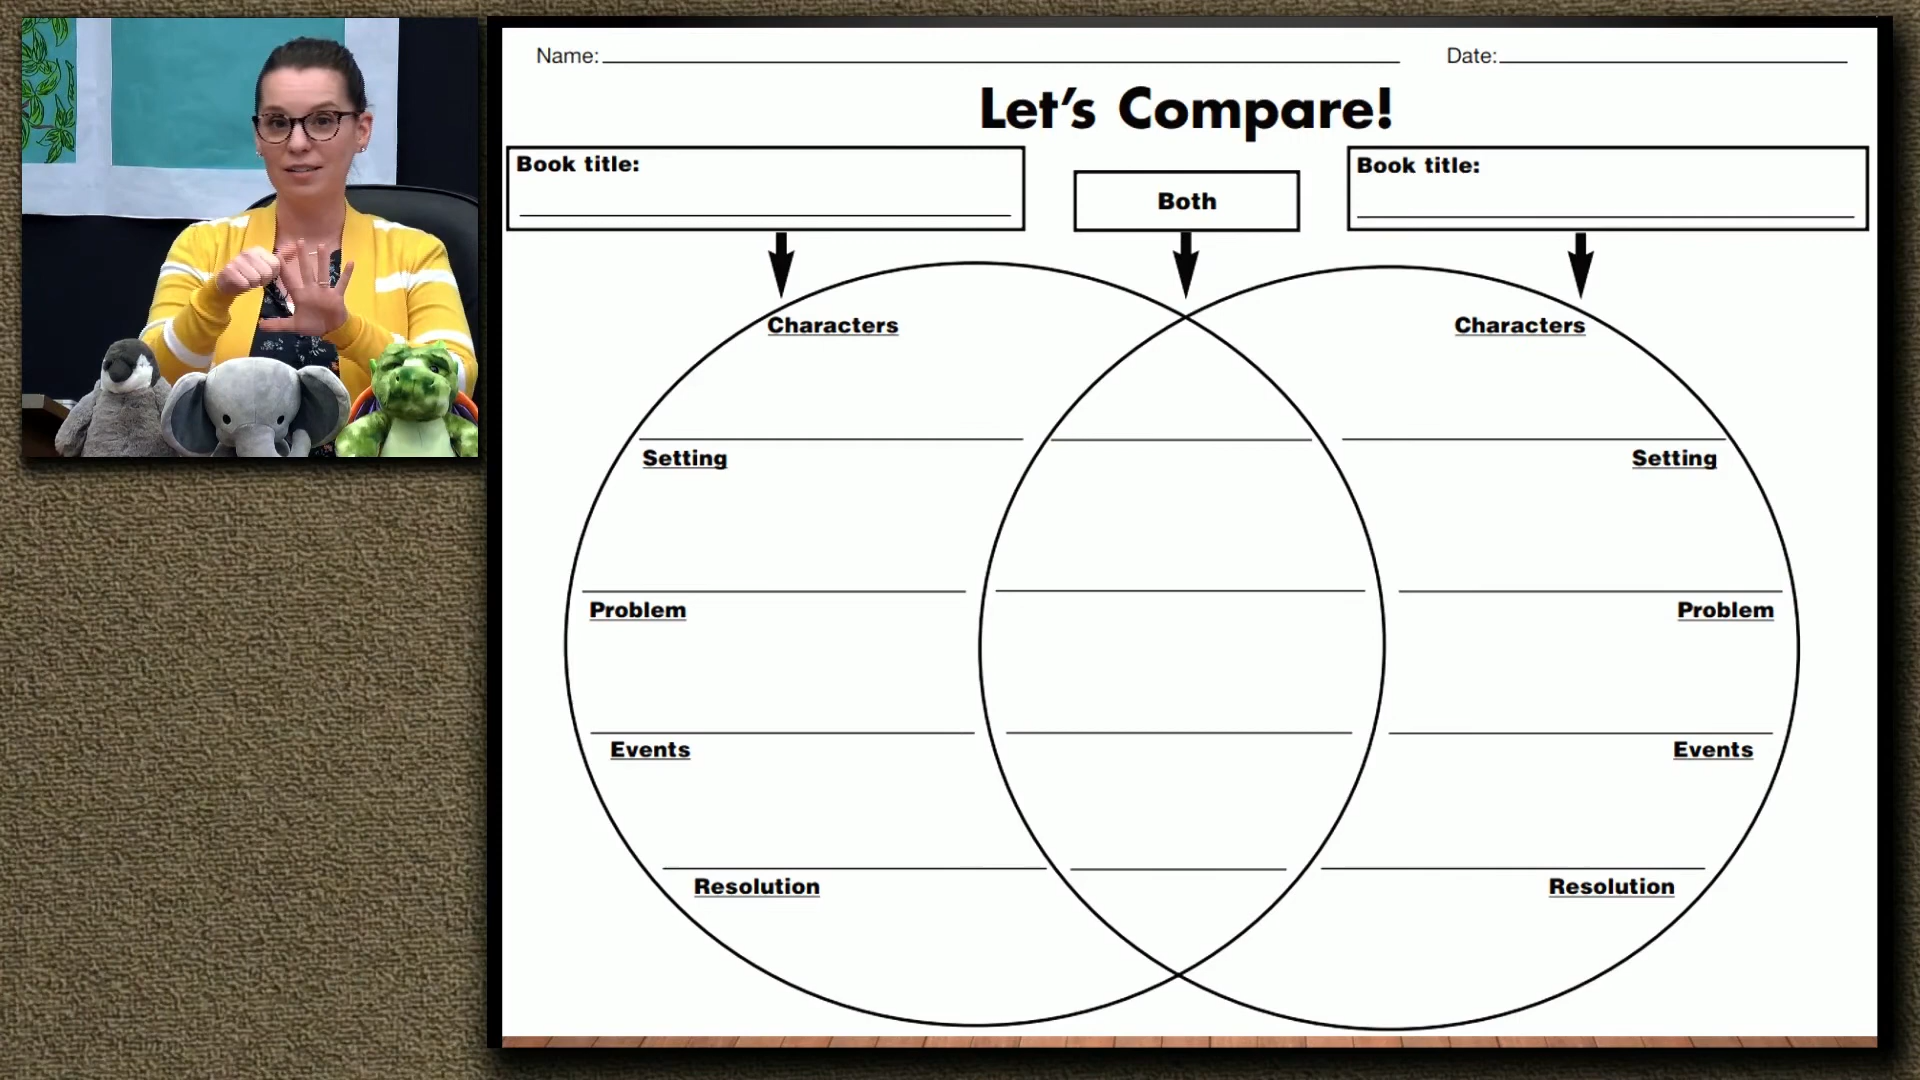 Name:
Date:
Let's Compare!
Book title:
Both
Book title:
Characters
Characters
Setting
Setting
Problem
Problem
Events
Events
Resolution
Resolution